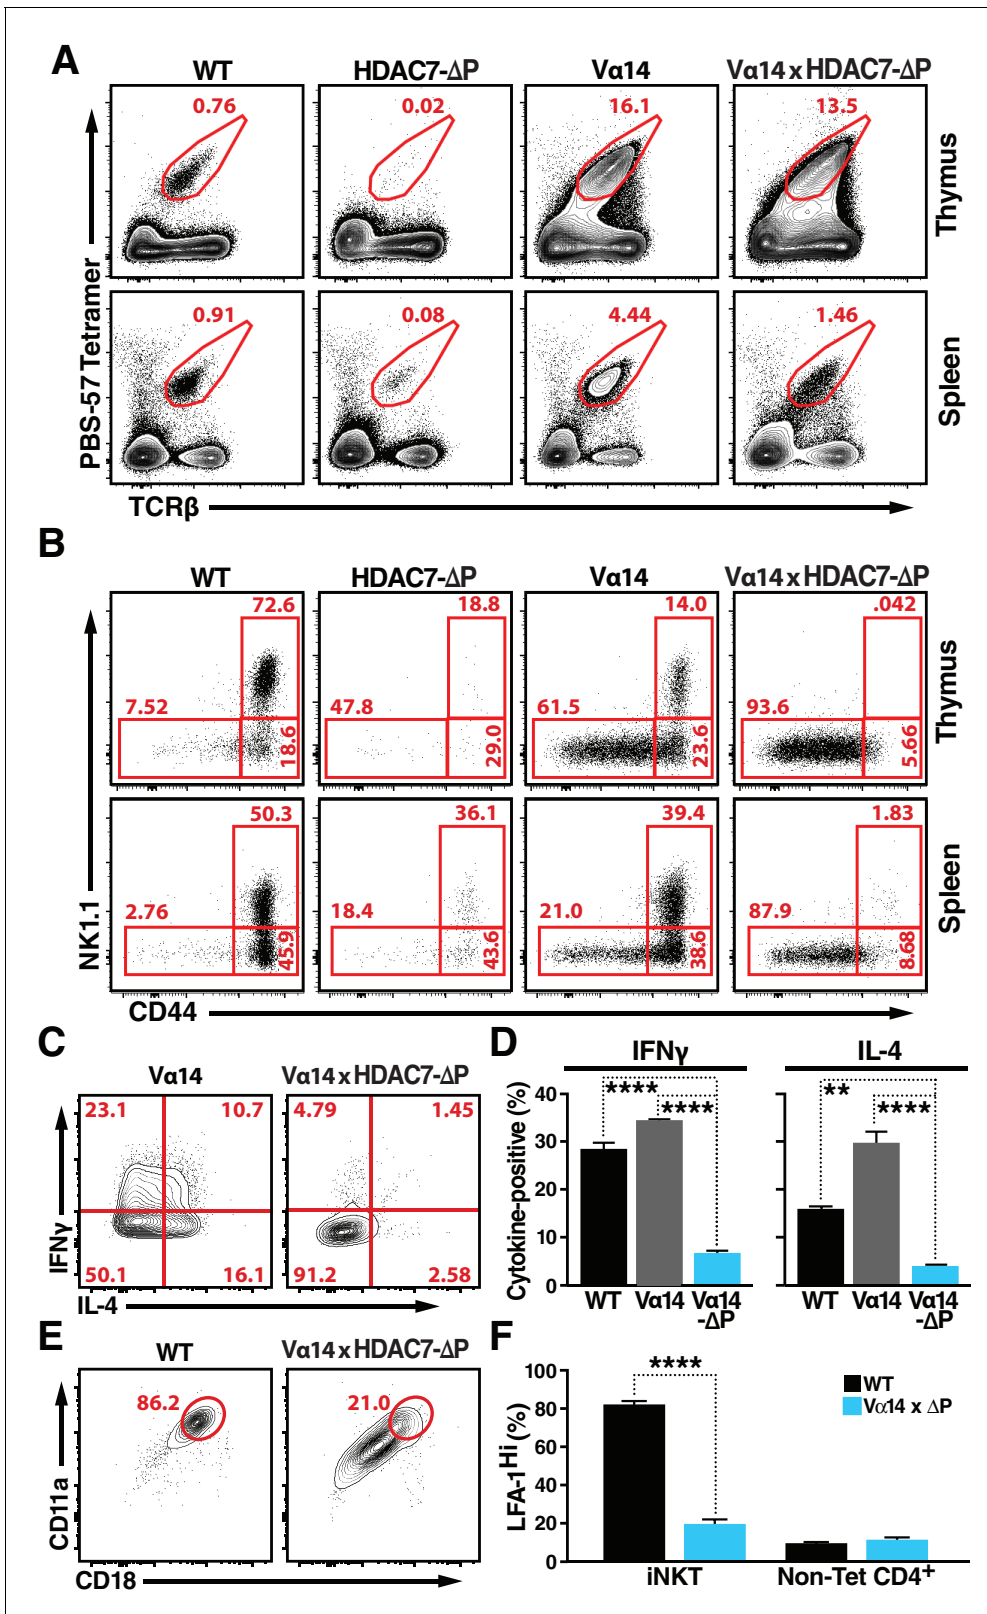 A
WT
HDAC7-ΔP
Vα14
Vα14 x HDAC7-ΔP
0.76
0.02
16.1
13.5
Thymus
0.91
0.08
4.44
1.46
Spleen
PBS-57 Tetramer
TCRβ
B
WT
HDAC7-ΔP
Vα14
Vα14 x HDAC7-ΔP
72.6
18.8
14.0
.042
7.52
47.8
61.5
93.6
18.6
29.0
23.6
5.66
Thymus
50.3
36.1
39.4
1.83
2.76
18.4
21.0
87.9
45.9
43.6
38.6
8.68
Spleen
NK1.1
CD44
C
Vα14
Vα14 x HDAC7-ΔP
23.1
10.7
4.79
1.45
50.1
16.1
91.2
2.58
IFNγ
IL-4
D
IFNγ
IL-4
**** 
****
**
****
Cytokine-positive (%)
40
30
20
10
0
40
30
20
10
0
WT
Vα14
Vα14
-ΔP
WT
Vα14
Vα14
-ΔP
E
WT
Vα14 x HDAC7-ΔP
86.2
21.0
CD11a
CD18
F
****
WT
Vα14 x ΔP
LFA-1Hi (%)
100
80
60
40
20
0
iNKT
Non-Tet CD4+